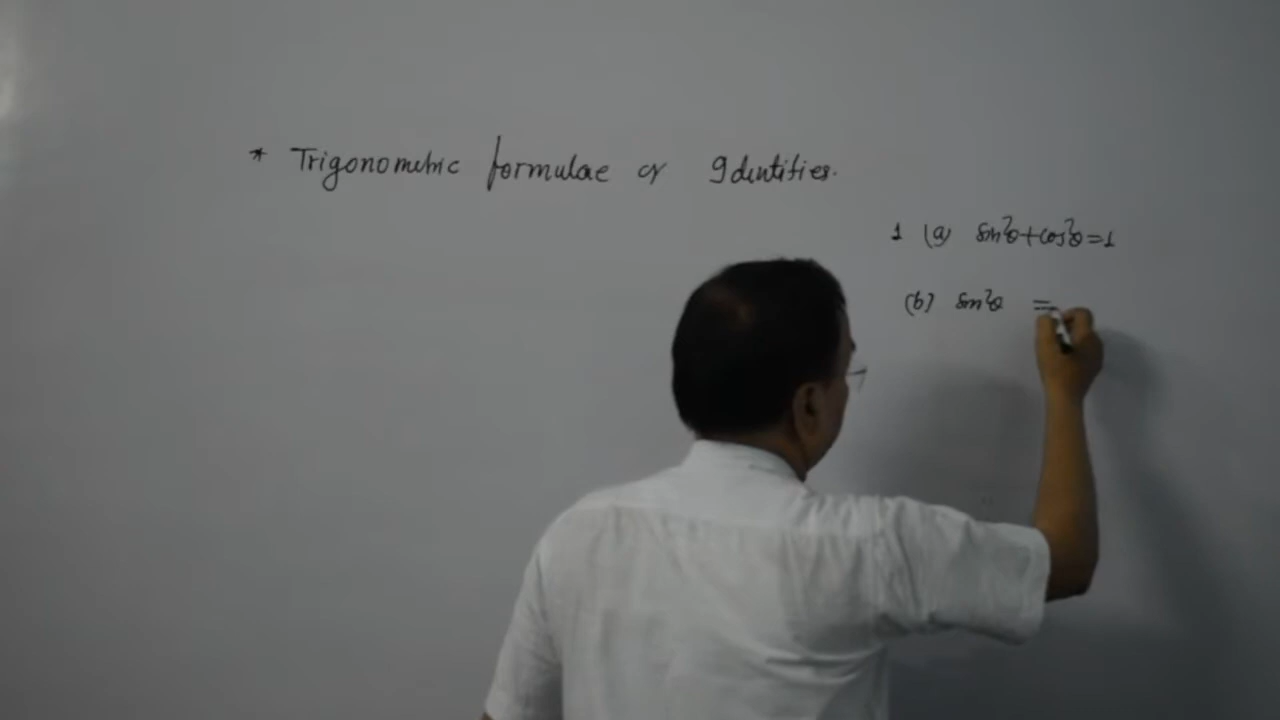 * Trigonometric formulae or Identities.
1 (a) sin²θ+cos²θ=1
(b) sin²θ =